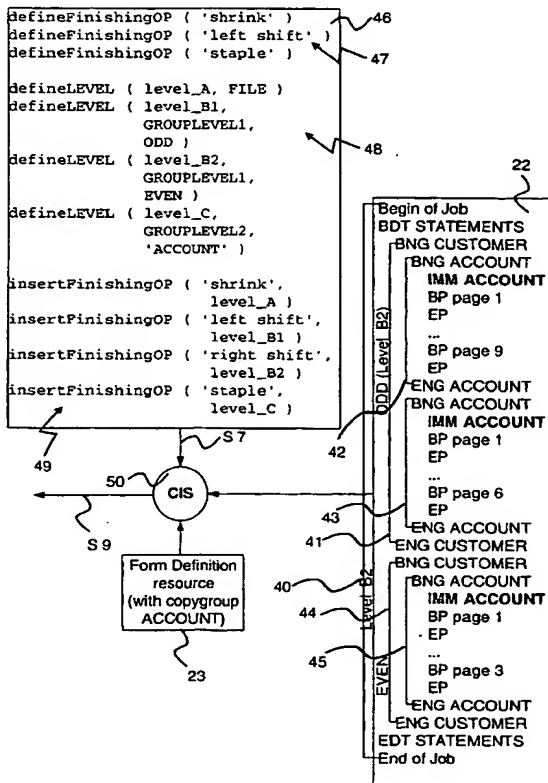 defineFinishingOP ( 'shrink' )
defineFinishingOP ( 'left shift' )
defineFinishingOP ( 'staple' )
defineLEVEL ( level_A, FILE )
defineLEVEL ( level_B1,
GROUPLEVEL1,
ODD )
defineLEVEL ( level_B2,
GROUPLEVEL1,
EVEN )
defineLEVEL ( level_C,
GROUPLEVEL2,
'ACCOUNT' )
insertFinishingOP ( 'shrink',
level_A )
insertFinishingOP ( 'left shift',
level_B1 )
insertFinishingOP ( 'right shift',
level_B2 )
insertFinishingOP ( 'staple',
level_C )
46
47
48
49
S 7
50
CIS
S 9
Form Definition
resource
(with copygroup
ACCOUNT)
23
22
Begin of Job
BDT STATEMENTS
BNG CUSTOMER
BNG ACCOUNT
IMM ACCOUNT
BP page 1
EP
...
BP page 9
EP
ENG ACCOUNT
BNG ACCOUNT
IMM ACCOUNT
BP page 1
EP
...
BP page 6
EP
ENG ACCOUNT
ENG CUSTOMER
BNG CUSTOMER
BNG ACCOUNT
IMM ACCOUNT
BP page 1
EP
...
BP page 3
EP
ENG ACCOUNT
ENG CUSTOMER
EDT STATEMENTS
End of Job
ODD (Level_B2)
EVEN
Level_B2
42
43
41
40
44
45